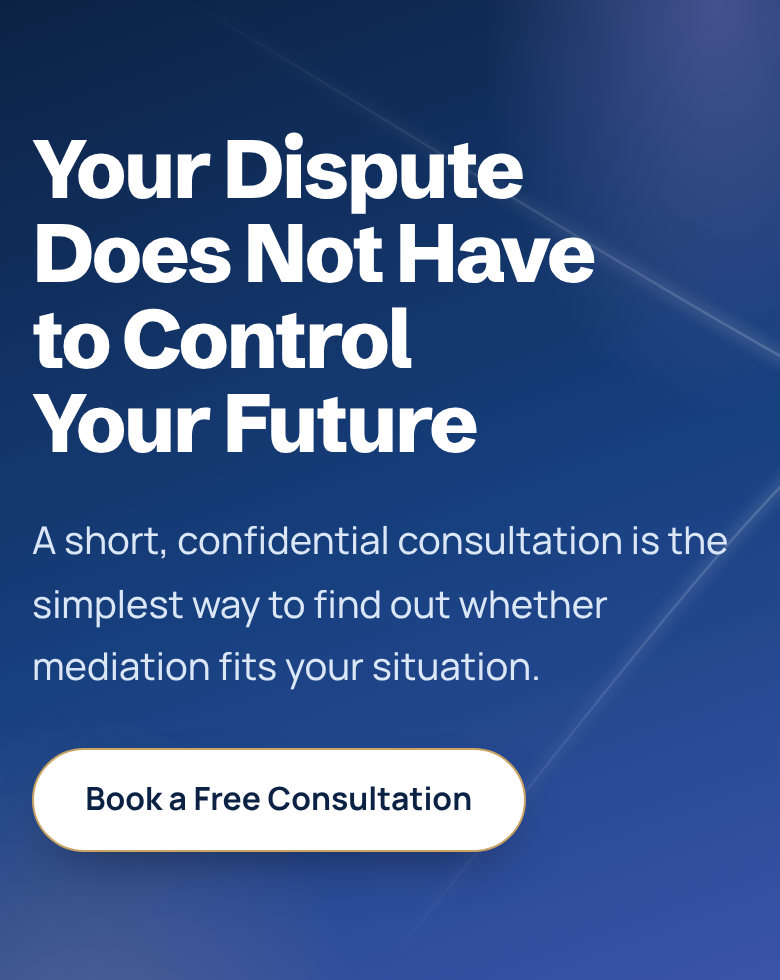 Your Dispute
Does Not Have
to Control
Your Future
A short, confidential consultation is the
simplest way to find out whether
mediation fits your situation.
Book a Free Consultation